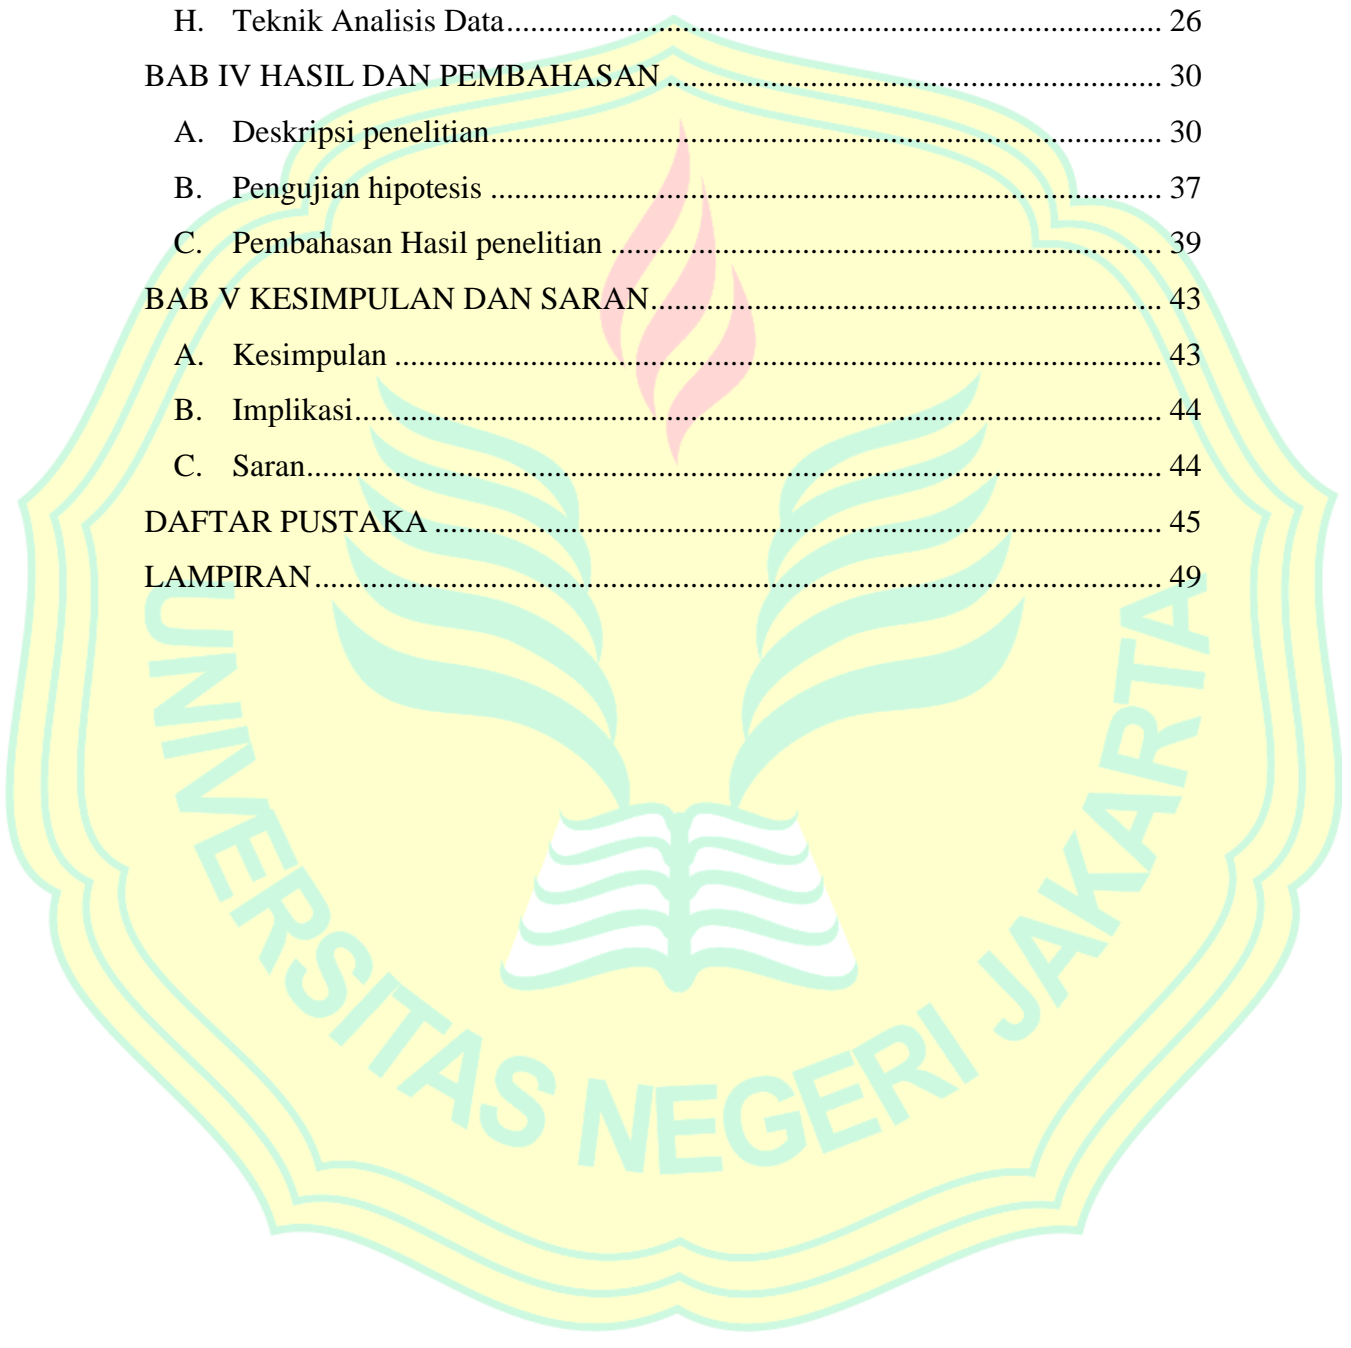 H. Teknik Analisis Data.................................................................................. 26
BAB IV HASIL DAN PEMBAHASAN .............................................................. 30
A. Deskripsi penelitian.................................................................................... 30
B. Pengujian hipotesis .................................................................................... 37
C. Pembahasan Hasil penelitian ..................................................................... 39
BAB V KESIMPULAN DAN SARAN................................................................ 43
A. Kesimpulan ................................................................................................ 43
B. Implikasi..................................................................................................... 44
C. Saran........................................................................................................... 44
DAFTAR PUSTAKA ........................................................................................... 45
LAMPIRAN.......................................................................................................... 49
UNIVERSITAS NEGERI JAKARTA